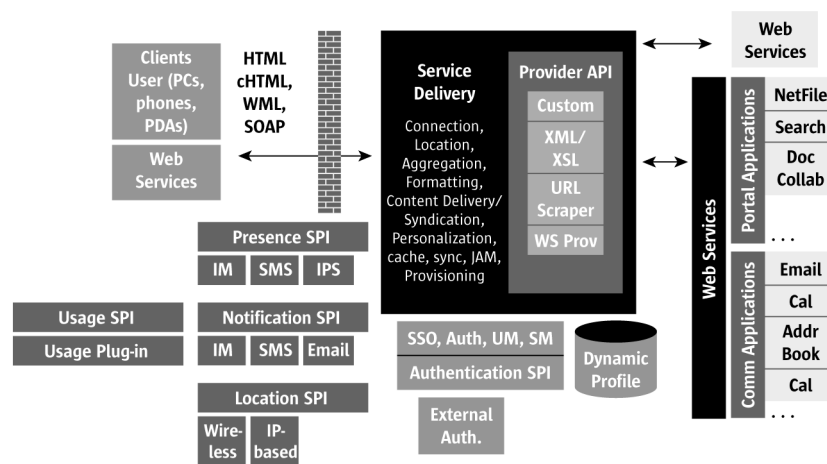 Clients
User (PCs,
phones,
PDAs)
Web
Services
HTML
cHTML,
WML,
SOAP
Service
Delivery
Connection,
Location,
Aggregation,
Formatting,
Content Delivery/
Syndication,
Personalization,
cache, sync, JAM,
Provisioning
Provider API
Custom
XML/
XSL
URL
Scraper
WS Prov
Web
Services
Web Services
Portal Applications
NetFile
Search
Doc
Collab
. . .
Comm Applications
Email
Cal
Addr
Book
Cal
. . .
Presence SPI
IM
SMS
IPS
Usage SPI
Usage Plug-in
Notification SPI
IM
SMS
Email
Location SPI
Wire-
less
IP-
based
SSO, Auth, UM, SM
Authentication SPI
External
Auth.
Dynamic
Profile